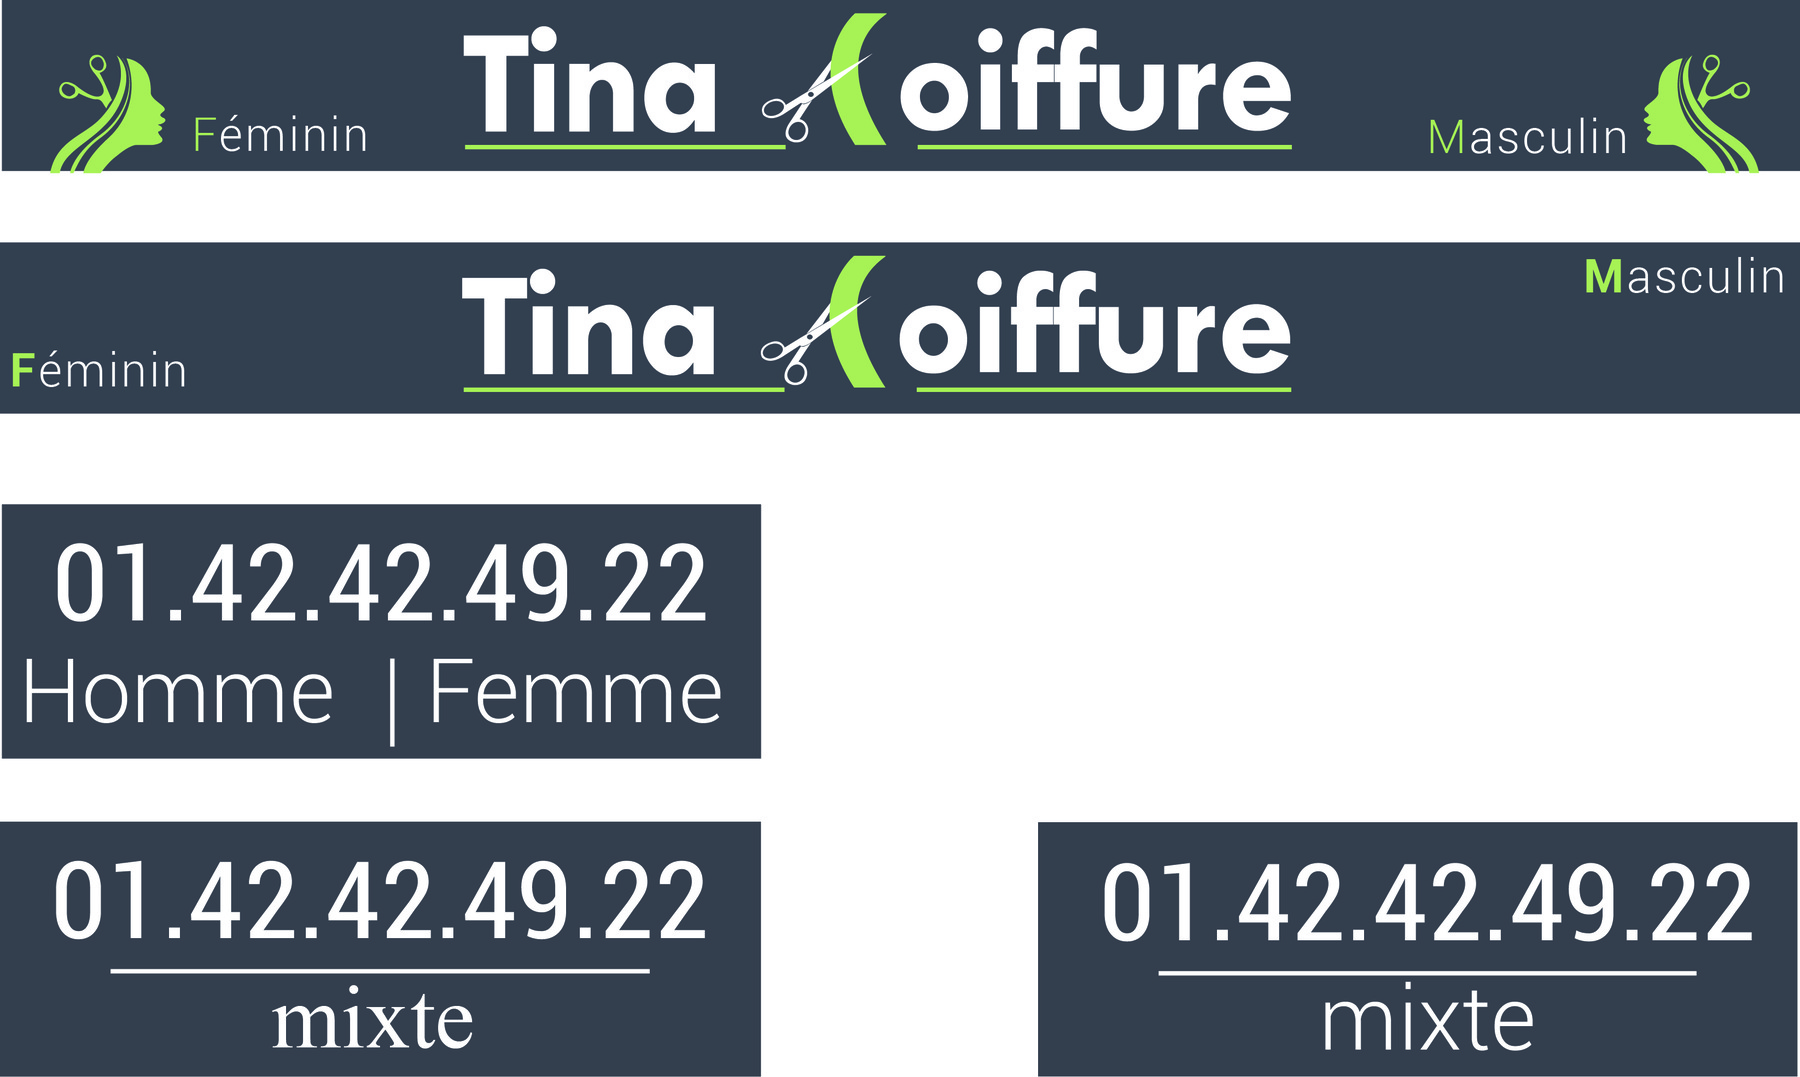 Féminin Tina Coiffure Masculin
Masculin
Féminin Tina Coiffure
01.42.42.49.22
Homme | Femme
01.42.42.49.22
mixte
01.42.42.49.22
mixte